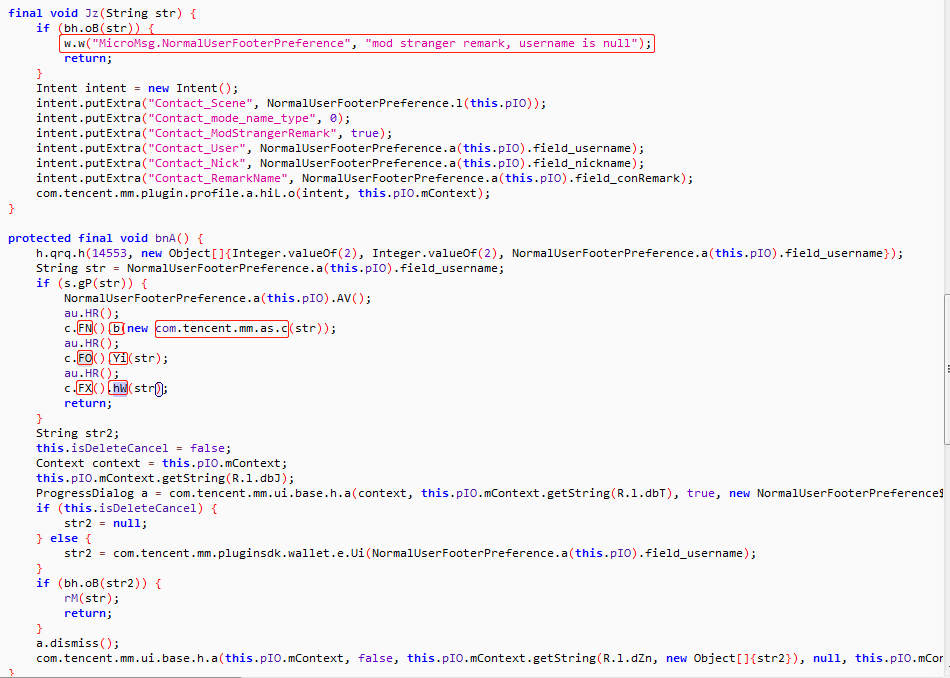 final void Jz(String str) {
if (bh.oB(str)) {
w.w("MicroMsg.NormalUserFooterPreference", "mod stranger remark, username is null");
return;
}
Intent intent = new Intent();
intent.putExtra("Contact_Scene", NormalUserFooterPreference.l(this.pIO));
intent.putExtra("Contact_mode_name_type", 0);
intent.putExtra("Contact_ModStrangerRemark", true);
intent.putExtra("Contact_User", NormalUserFooterPreference.a(this.pIO).field_username);
intent.putExtra("Contact_Nick", NormalUserFooterPreference.a(this.pIO).field_nickname);
intent.putExtra("Contact_RemarkName", NormalUserFooterPreference.a(this.pIO).field_conRemark);
com.tencent.mm.plugin.profile.a.hiL.o(intent, this.pIO.mContext);
}
protected final void bnA() {
h.qrq.h(14553, new Object[]{Integer.valueOf(2), Integer.valueOf(2), NormalUserFooterPreference.a(this.pIO).field_username});
String str = NormalUserFooterPreference.a(this.pIO).field_username;
if (s.gP(str)) {
NormalUserFooterPreference.a(this.pIO).AV();
au.HR();
c.FN().b(new com.tencent.mm.as.c(str));
au.HR();
c.FO().Yi(str);
au.HR();
c.FX().hW(str);
return;
}
String str2;
this.isDeleteCancel = false;
Context context = this.pIO.mContext;
this.pIO.mContext.getString(R.l.dbJ);
ProgressDialog a = com.tencent.mm.ui.base.h.a(context, this.pIO.mContext.getString(R.l.dbT), true, new NormalUserFooterPreference$
if (this.isDeleteCancel) {
str2 = null;
} else {
str2 = com.tencent.mm.pluginsdk.wallet.e.Ui(NormalUserFooterPreference.a(this.pIO).field_username);
}
if (bh.oB(str2)) {
rM(str);
return;
}
a.dismiss();
com.tencent.mm.ui.base.h.a(this.pIO.mContext, false, this.pIO.mContext.getString(R.l.dZn, new Object[]{str2}), null, this.pIO.mCon
}